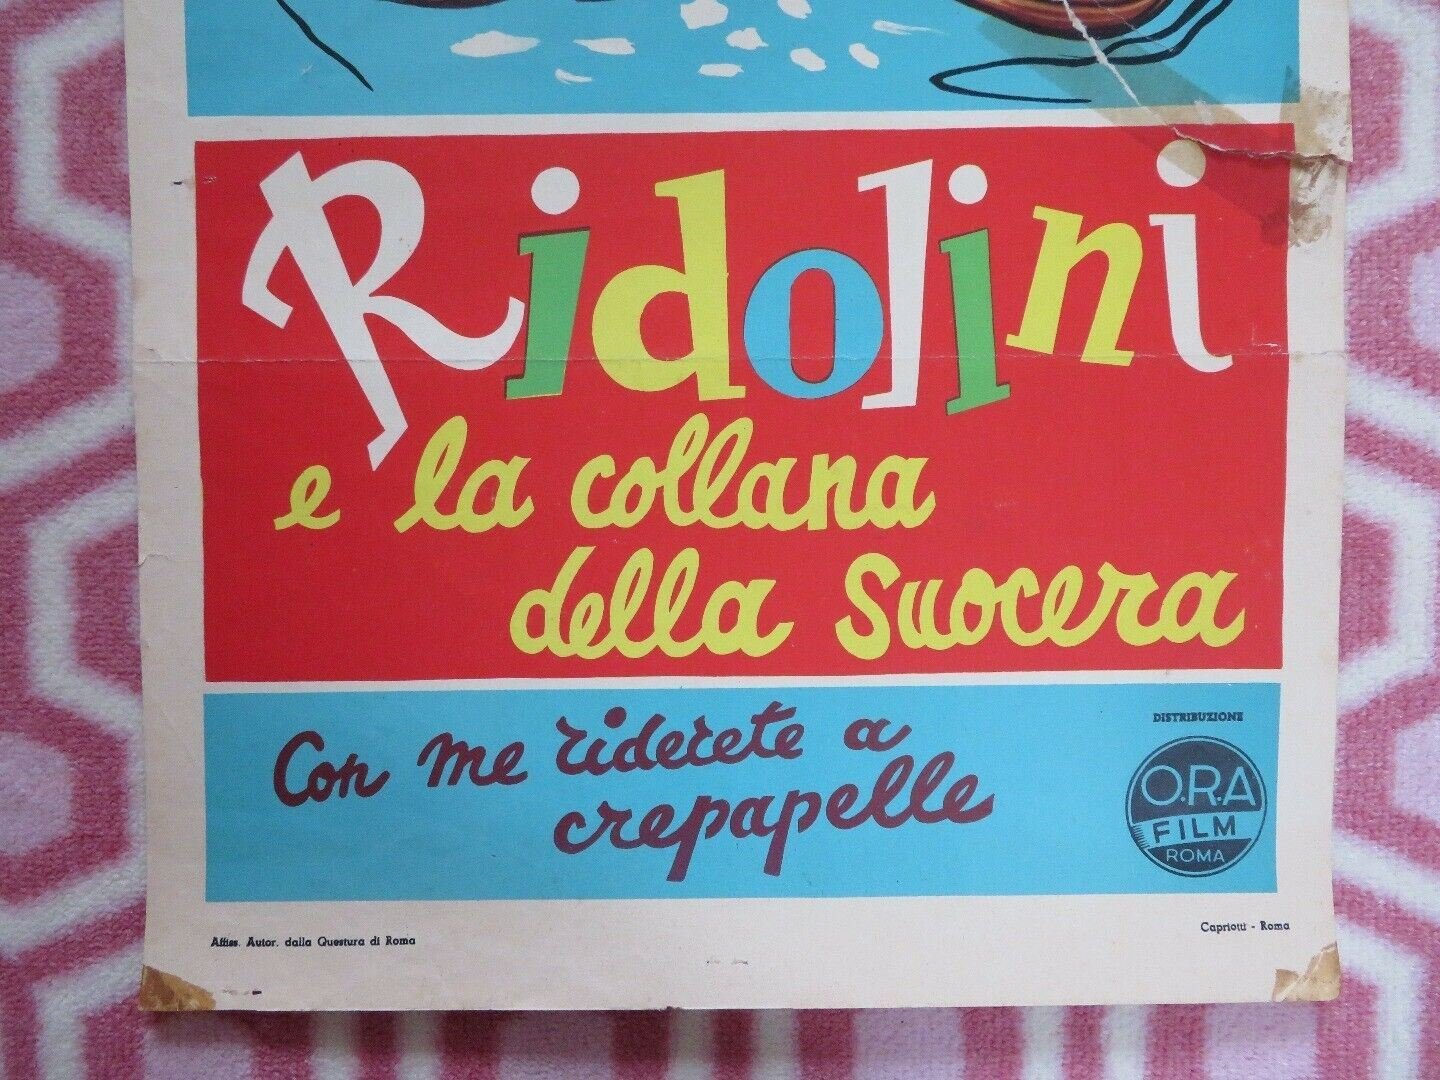 Ridolini
e la collana
della suocera
Con me riderete a
crepapelle
DISTRIBUZIONE
O.R.A
FILM
ROMA
Affiss. Autor. dalla Questura di Roma
Capriotti - Roma